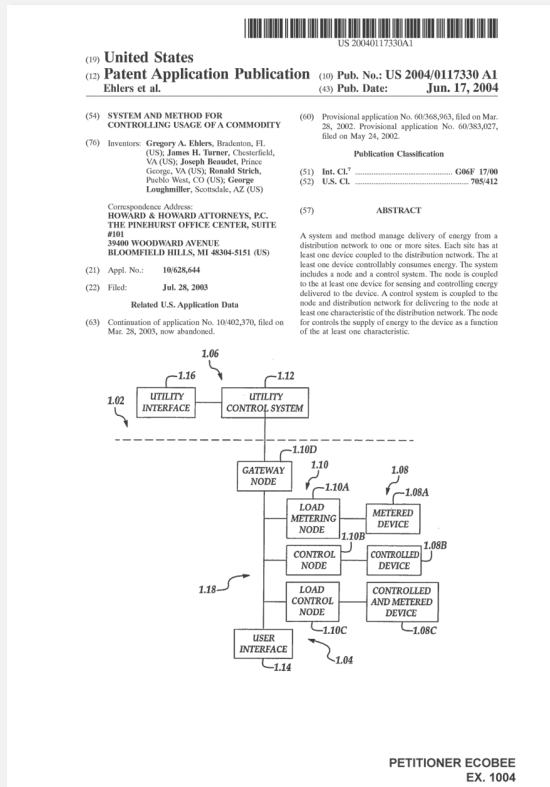 US 20040117330A1
(19) United States
(12) Patent Application Publication
Ehlers et al.
(10) Pub. No.: US 2004/0117330 A1
(43) Pub. Date: Jun. 17, 2004
(54) SYSTEM AND METHOD FOR
CONTROLLING USAGE OF A COMMODITY
(76) Inventors: Gregory A. Ehlers, Bradenton, FL
(US); James H. Turner, Chesterfield,
VA (US); Joseph Beaudet, Prince
George, VA (US); Ronald Strich,
Pueblo West, CO (US); George
Loughmiller, Scottsdale, AZ (US)
Correspondence Address:
HOWARD & HOWARD ATTORNEYS, P.C.
THE PINEHURST OFFICE CENTER, SUITE
#101
39400 WOODWARD AVENUE
BLOOMFIELD HILLS, MI 48304-5151 (US)
(21) Appl. No.: 10/628,644
(22) Filed: Jul. 28, 2003
Related U.S. Application Data
(63) Continuation of application No. 10/402,370, filed on
Mar. 28, 2003, now abandoned.
(60) Provisional application No. 60/368,963, filed on Mar.
28, 2002. Provisional application No. 60/383,027,
filed on May 24, 2002.
Publication Classification
(51) Int. Cl.7 ........ G06F 17/00
(52) U.S. Cl. ........ 705/412
(57) ABSTRACT
A system and method manage delivery of energy from a
distribution network to one or more sites. Each site has at
least one device coupled to the distribution network. The at
least one device controllably consumes energy. The system
includes a node and a control system. The node is coupled
to the at least one device for sensing and controlling energy
delivered to the device. A control system is coupled to the
node and distribution network for delivering to the node at
least one characteristic of the distribution network. The node
for controls the supply of energy to the device as a function
of the at least one characteristic.
1.06
1.16
1.12
1.02
UTILITY
INTERFACE
UTILITY
CONTROL SYSTEM
1.10D
GATEWAY
NODE
1.10
1.10A
1.08
1.08A
LOAD
METERING
NODE
METERED
DEVICE
1.10B
1.08B
CONTROL
NODE
CONTROLLED
DEVICE
1.18
LOAD
CONTROL
NODE
CONTROLLED
AND METERED
DEVICE
1.10C
1.08C
USER
INTERFACE
1.04
1.14
PETITIONER ECOBEE
EX. 1004